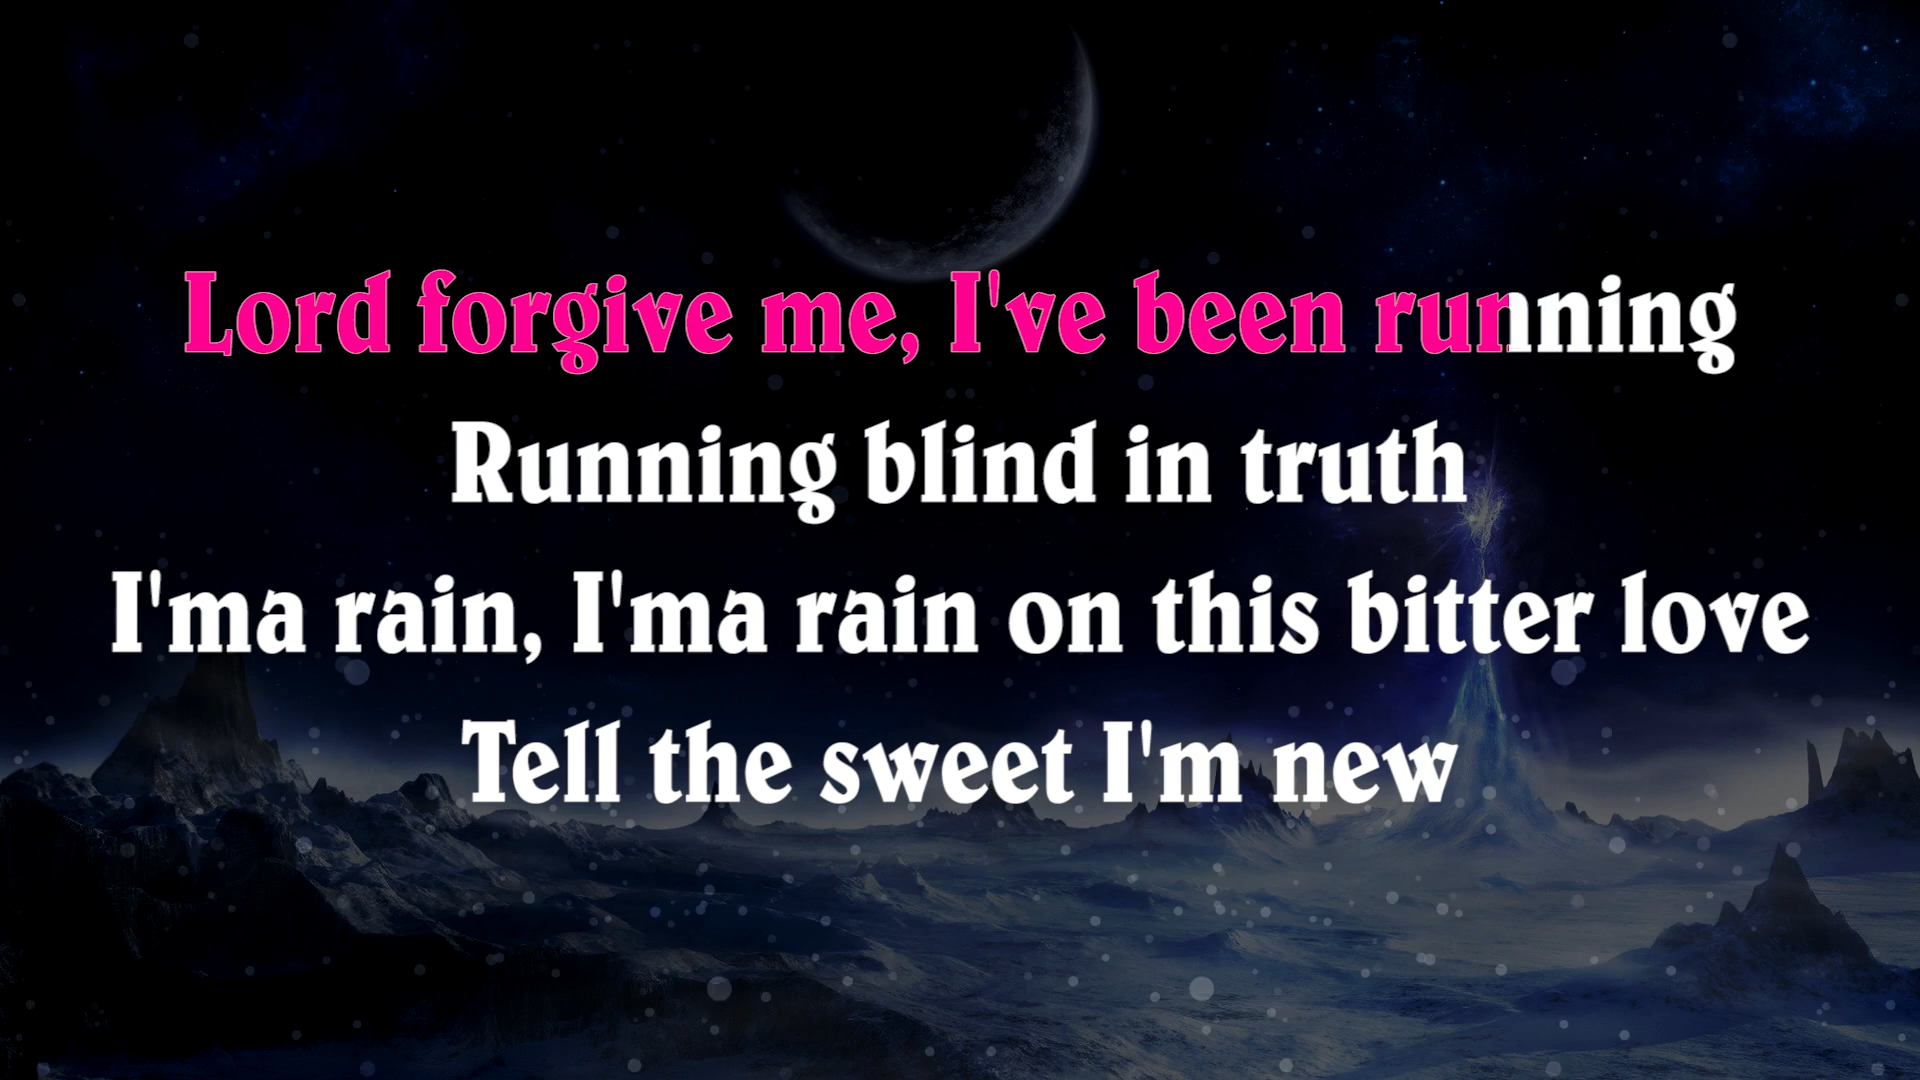 Lord forgive me, I've been running
Running blind in truth
I'ma rain, I'ma rain on this bitter love
Tell the sweet I'm new